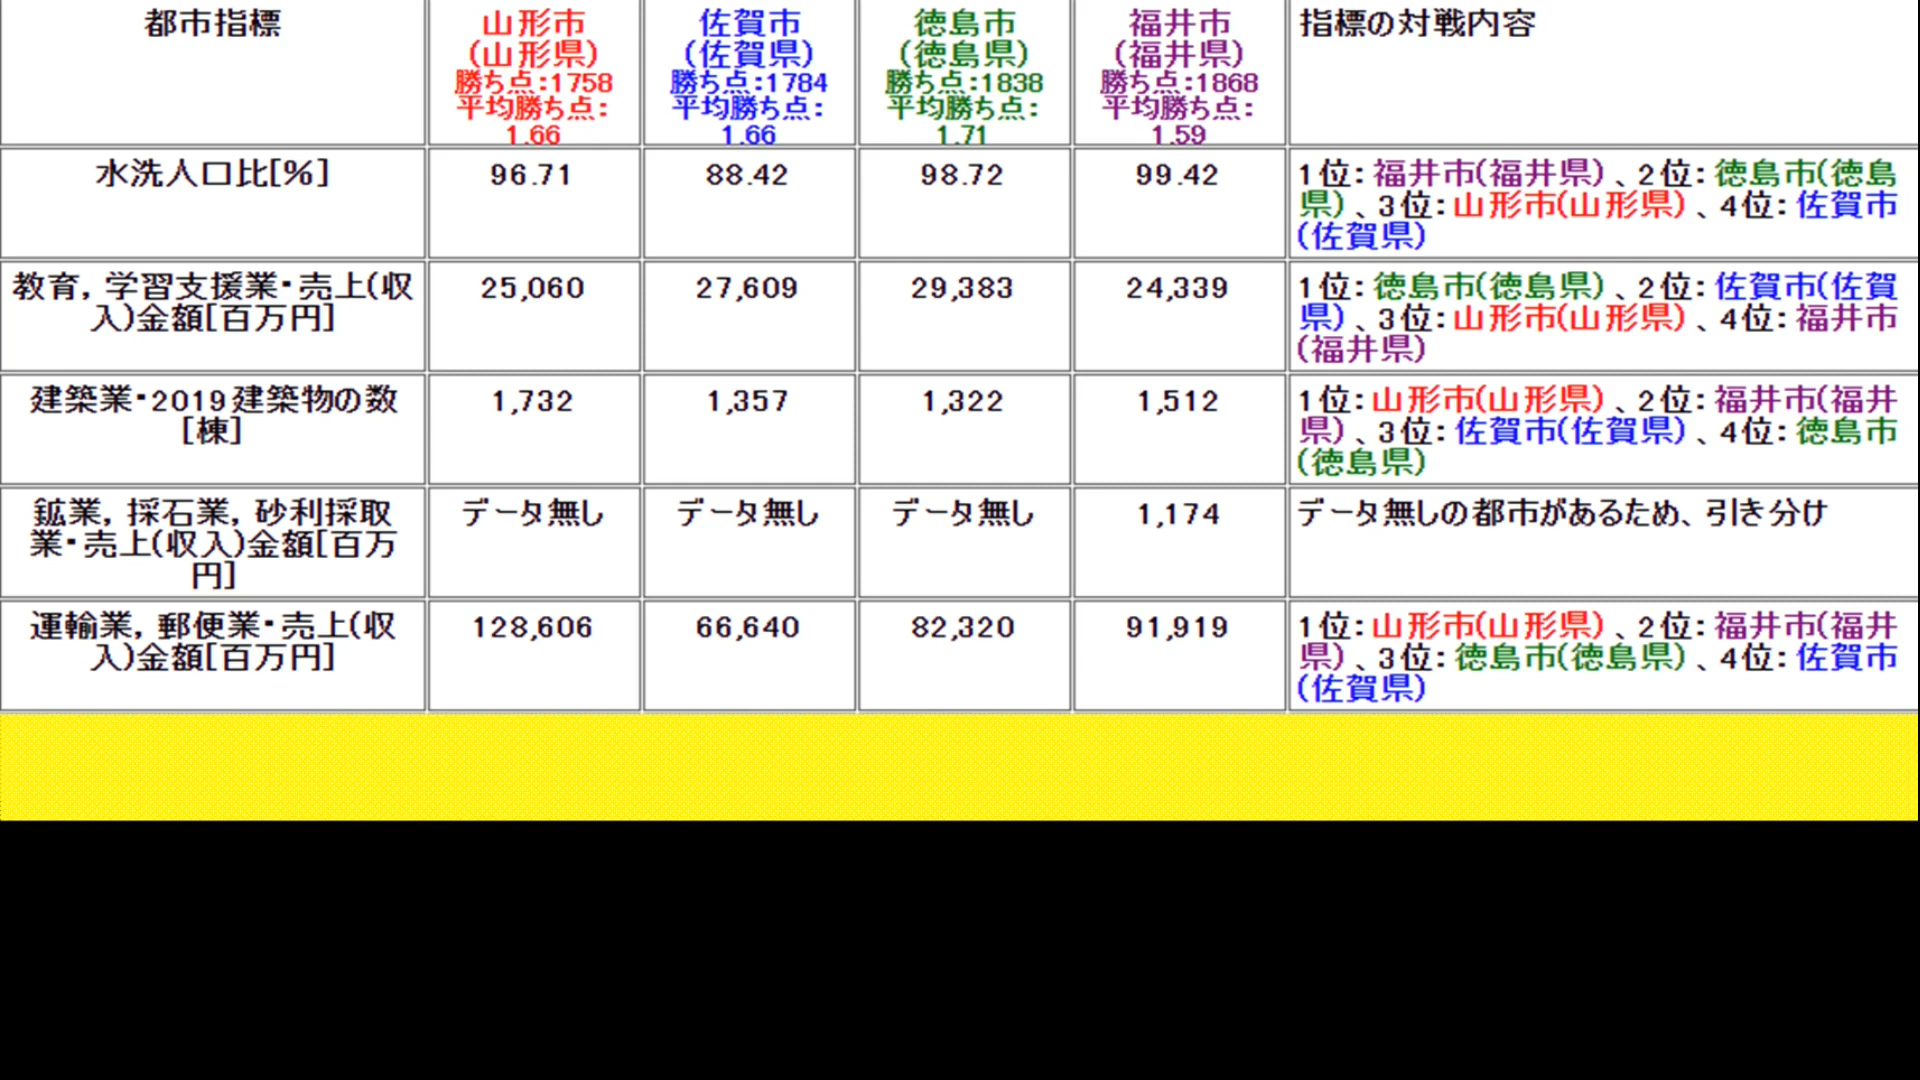 都市指標
山形市
(山形県)
勝ち点:1758
平均勝ち点:
1.66
佐賀市
(佐賀県)
勝ち点:1784
平均勝ち点:
1.66
徳島市
(徳島県)
勝ち点:1838
平均勝ち点:
1.71
福井市
(福井県)
勝ち点:1868
平均勝ち点:
1.59
指標の対戦内容
水洗人口比[%]
96.71
88.42
98.72
99.42
1位:福井市(福井県)、2位:徳島市(徳島
県)、3位:山形市(山形県)、4位:佐賀市
(佐賀県)
教育, 学習支援業・売上(収
入)金額[百万円]
25,060
27,609
29,383
24,339
1位:徳島市(徳島県)、2位:佐賀市(佐賀
県)、3位:山形市(山形県)、4位:福井市
(福井県)
建築業・2019建築物の数
[棟]
1,732
1,357
1,322
1,512
1位:山形市(山形県)、2位:福井市(福井
県)、3位:佐賀市(佐賀県)、4位:徳島市
(徳島県)
鉱業, 採石業, 砂利採取
業・売上(収入)金額[百万
円]
データ無し
データ無し
データ無し
1,174
データ無しの都市があるため、引き分け
運輸業, 郵便業・売上(収
入)金額[百万円]
128,606
66,640
82,320
91,919
1位:山形市(山形県)、2位:福井市(福井
県)、3位:徳島市(徳島県)、4位:佐賀市
(佐賀県)